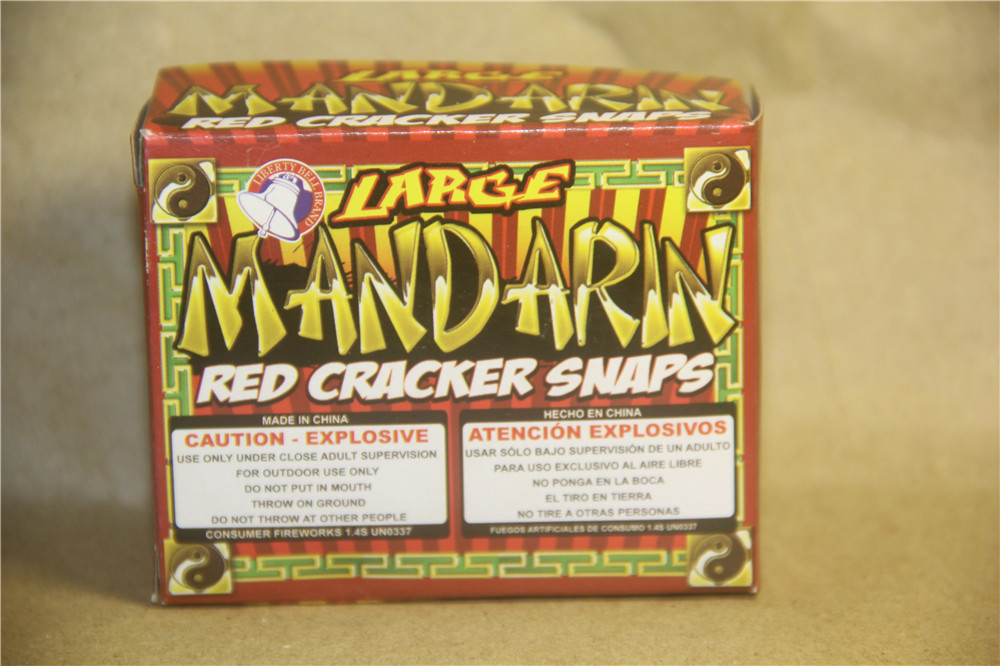 LARGE
MANDARIN
RED CRACKER SNAPS
LIBERTY BELL BRAND
LARGE
MANDARIN
RED CRACKER SNAPS
MADE IN CHINA
CAUTION - EXPLOSIVE
USE ONLY UNDER CLOSE ADULT SUPERVISION
FOR OUTDOOR USE ONLY
DO NOT PUT IN MOUTH
THROW ON GROUND
DO NOT THROW AT OTHER PEOPLE
CONSUMER FIREWORKS 1.4S UN0337
HECHO EN CHINA
ATENCIÓN EXPLOSIVOS
USAR SÓLO BAJO SUPERVISIÓN DE UN ADULTO
PARA USO EXCLUSIVO AL AIRE LIBRE
NO PONGA EN LA BOCA
EL TIRO EN TIERRA
NO TIRE A OTRAS PERSONAS
FUEGOS ARTIFICIALES DE CONSUMO 1.4S UN0337